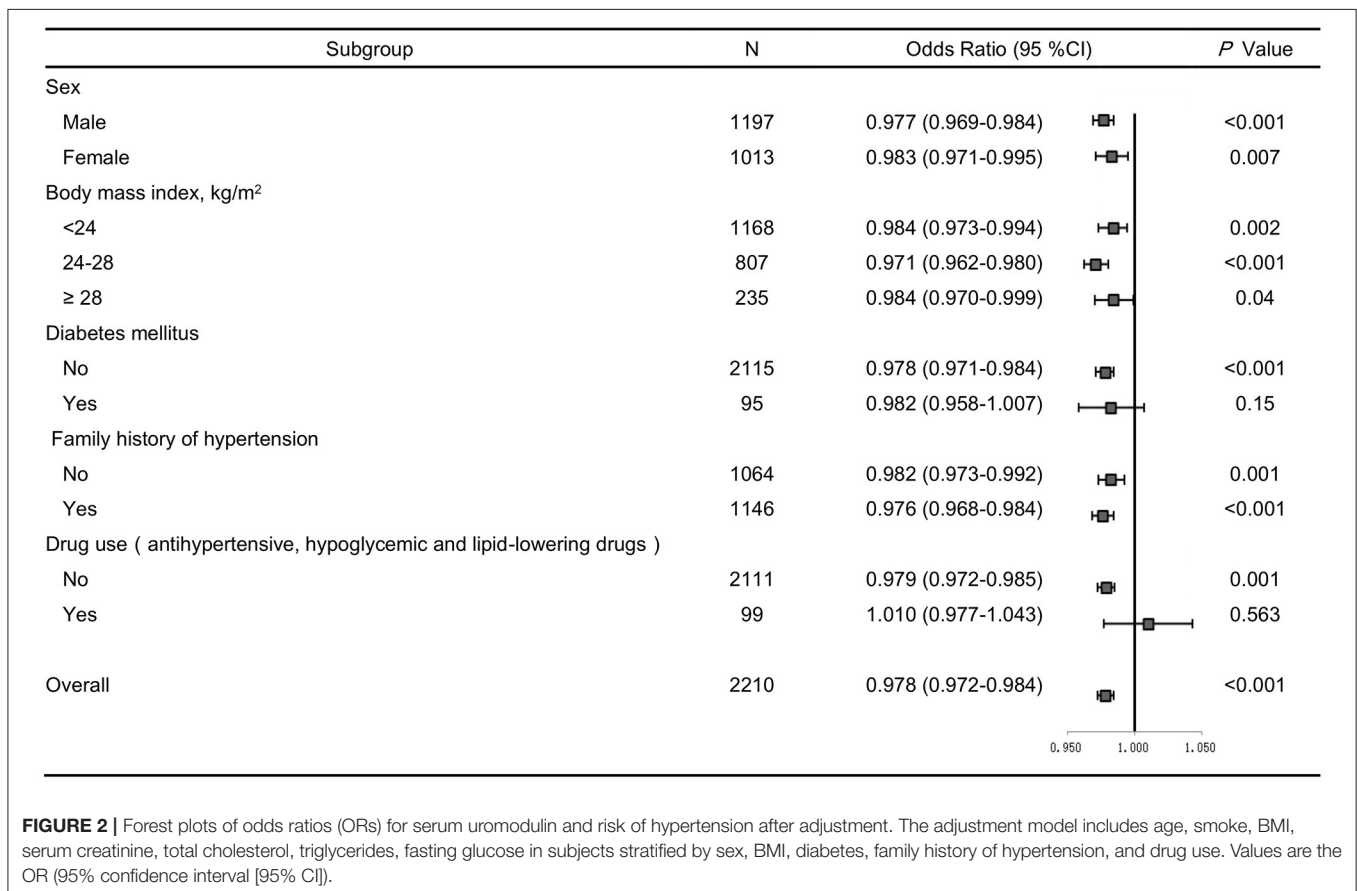 Subgroup N Odds Ratio (95 %CI) P Value
Sex
Male 1197 0.977 (0.969-0.984) <0.001
Female 1013 0.983 (0.971-0.995) 0.007
Body mass index, kg/m²
<24 1168 0.984 (0.973-0.994) 0.002
24-28 807 0.971 (0.962-0.980) <0.001
≥ 28 235 0.984 (0.970-0.999) 0.04
Diabetes mellitus
No 2115 0.978 (0.971-0.984) <0.001
Yes 95 0.982 (0.958-1.007) 0.15
Family history of hypertension
No 1064 0.982 (0.973-0.992) 0.001
Yes 1146 0.976 (0.968-0.984) <0.001
Drug use ( antihypertensive, hypoglycemic and lipid-lowering drugs )
No 2111 0.979 (0.972-0.985) 0.001
Yes 99 1.010 (0.977-1.043) 0.563
Overall 2210 0.978 (0.972-0.984) <0.001
0.950 1.000 1.050
FIGURE 2 | Forest plots of odds ratios (ORs) for serum uromodulin and risk of hypertension after adjustment. The adjustment model includes age, smoke, BMI,
serum creatinine, total cholesterol, triglycerides, fasting glucose in subjects stratified by sex, BMI, diabetes, family history of hypertension, and drug use. Values are the
OR (95% confidence interval [95% CI]).